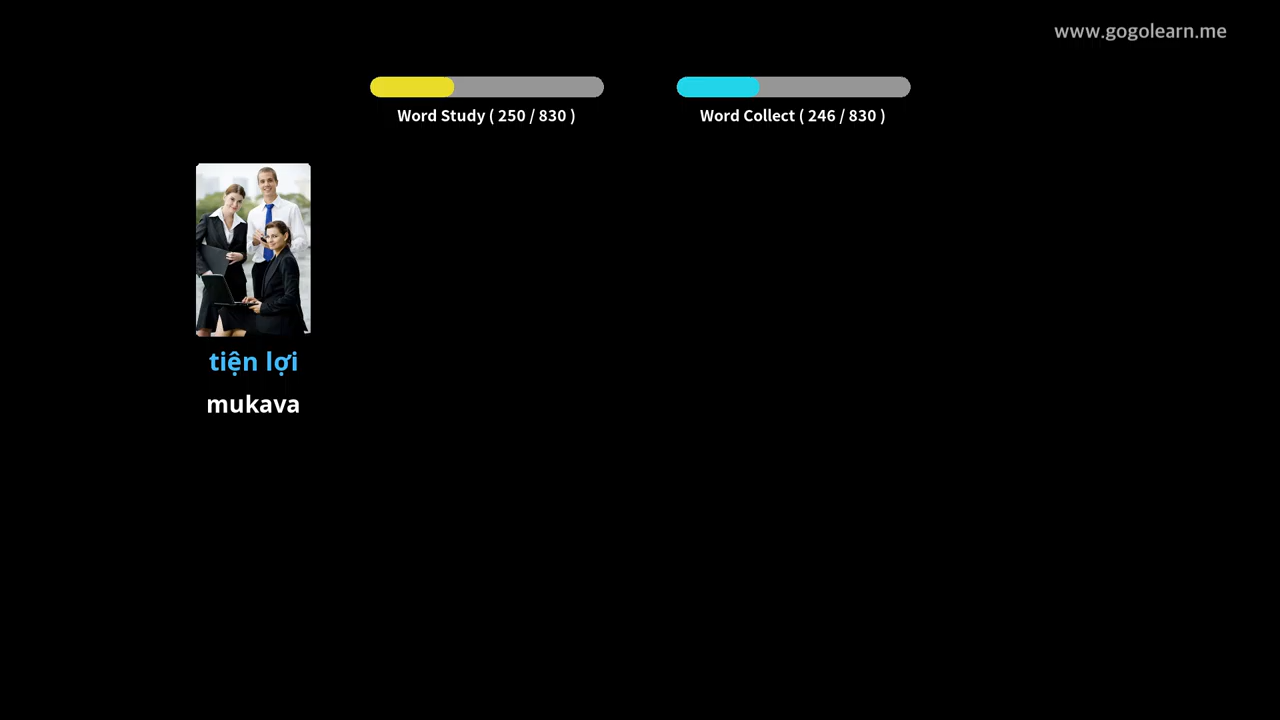 www.gogolearn.me
Word Study ( 250 / 830 )
Word Collect ( 246 / 830 )
tiện lợi
mukava